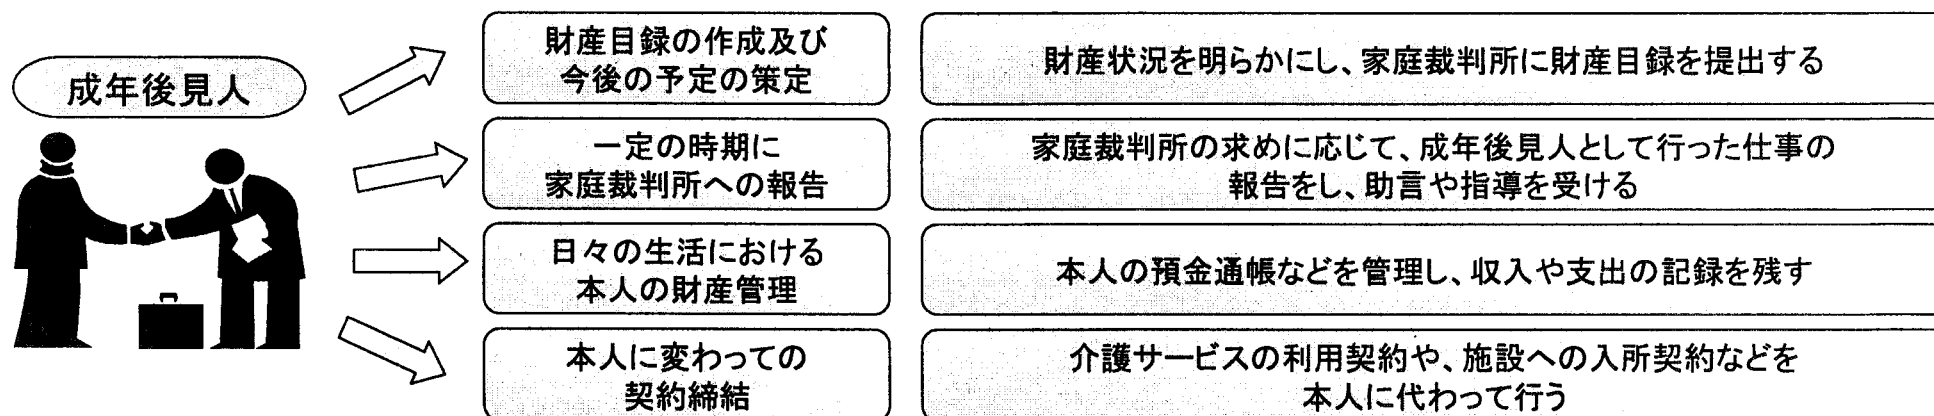 成年後見人
財産目録の作成及び
今後の予定の策定
財産状況を明らかにし、家庭裁判所に財産目録を提出する
一定の時期に
家庭裁判所への報告
家庭裁判所の求めに応じて、成年後見人として行った仕事の
報告をし、助言や指導を受ける
日々の生活における
本人の財産管理
本人の預金通帳などを管理し、収入や支出の記録を残す
本人に変わっての
契約締結
介護サービスの利用契約や、施設への入所契約などを
本人に代わって行う